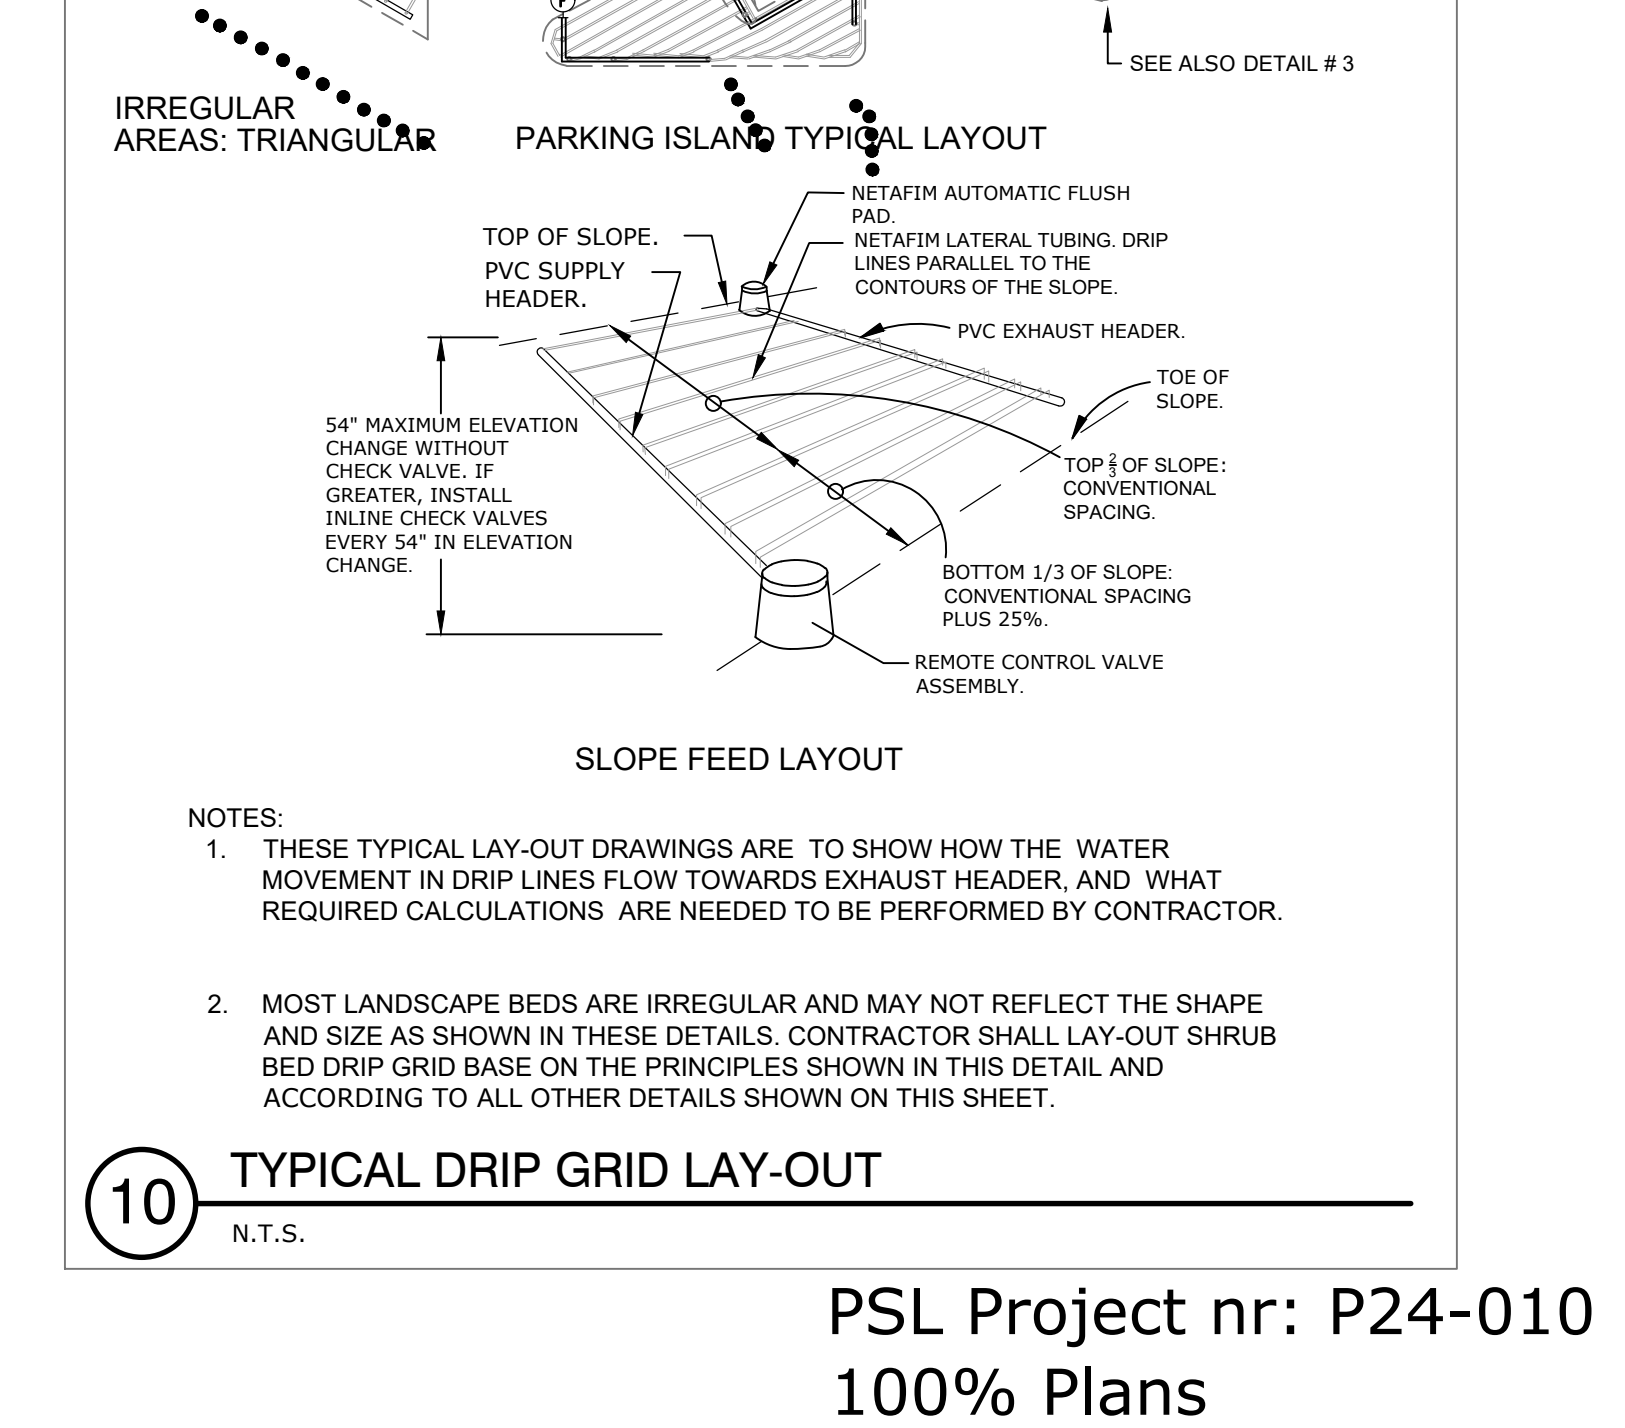 F
SEE ALSO DETAIL # 3
IRREGULAR
AREAS: TRIANGULAR
PARKING ISLAND TYPICAL LAYOUT
NETAFIM AUTOMATIC FLUSH
PAD.
TOP OF SLOPE.
NETAFIM LATERAL TUBING. DRIP
LINES PARALLEL TO THE
CONTOURS OF THE SLOPE.
PVC SUPPLY
HEADER.
PVC EXHAUST HEADER.
TOE OF
SLOPE.
54" MAXIMUM ELEVATION
CHANGE WITHOUT
CHECK VALVE. IF
GREATER, INSTALL
INLINE CHECK VALVES
EVERY 54" IN ELEVATION
CHANGE.
TOP 2/3 OF SLOPE:
CONVENTIONAL
SPACING.
BOTTOM 1/3 OF SLOPE:
CONVENTIONAL SPACING
PLUS 25%.
REMOTE CONTROL VALVE
ASSEMBLY.
SLOPE FEED LAYOUT
NOTES:
1. THESE TYPICAL LAY-OUT DRAWINGS ARE TO SHOW HOW THE WATER
MOVEMENT IN DRIP LINES FLOW TOWARDS EXHAUST HEADER, AND WHAT
REQUIRED CALCULATIONS ARE NEEDED TO BE PERFORMED BY CONTRACTOR.
2. MOST LANDSCAPE BEDS ARE IRREGULAR AND MAY NOT REFLECT THE SHAPE
AND SIZE AS SHOWN IN THESE DETAILS. CONTRACTOR SHALL LAY-OUT SHRUB
BED DRIP GRID BASE ON THE PRINCIPLES SHOWN IN THIS DETAIL AND
ACCORDING TO ALL OTHER DETAILS SHOWN ON THIS SHEET.
10
TYPICAL DRIP GRID LAY-OUT
N.T.S.
PSL Project nr: P24-010
100% Plans